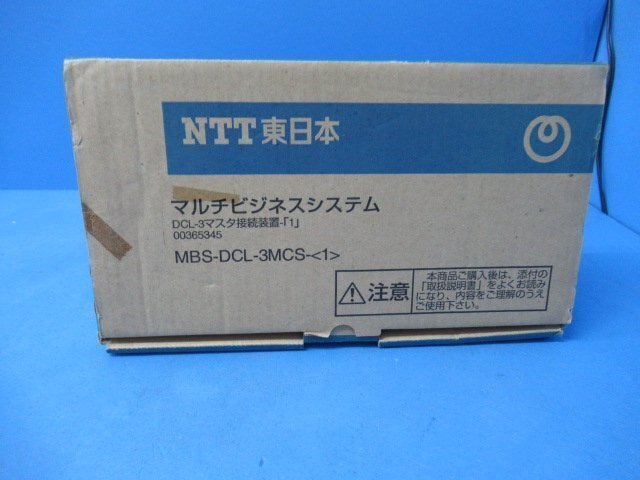 NTT東日本
マルチビジネスシステム
DCL-3マスタ接続装置-「1」
00365345
MBS-DCL-3MCS-<1>
注意
本商品ご購入後は、添付の
「取扱説明書」をよくお読み
になり、内容をご理解のうえ
ご使用下さい。